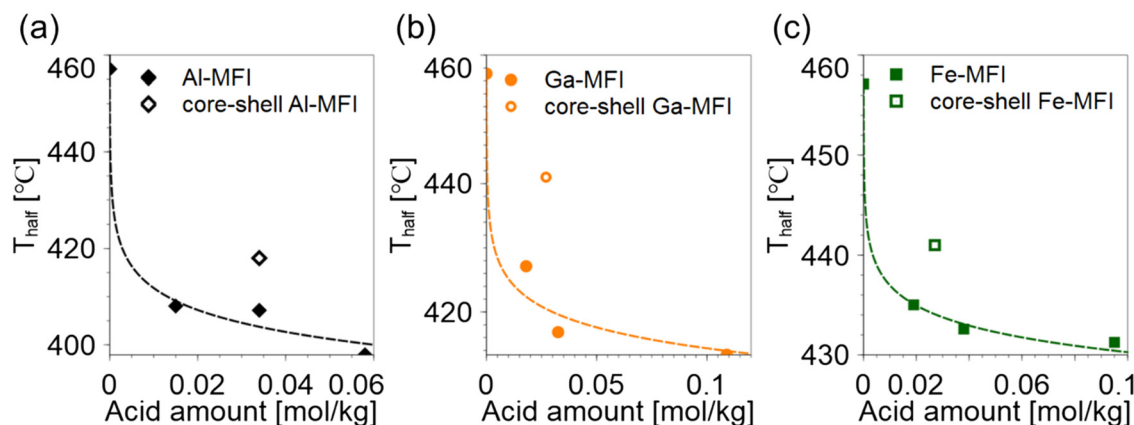 (a)
Al-MFI
core-shell Al-MFI
460
440
420
400
T_half [℃]
0
0.02
0.04
0.06
Acid amount [mol/kg]
(b)
Ga-MFI
core-shell Ga-MFI
460
440
420
T_half [℃]
0
0.05
0.1
Acid amount [mol/kg]
(c)
Fe-MFI
core-shell Fe-MFI
460
450
440
430
T_half [℃]
0
0.02
0.06
0.1
Acid amount [mol/kg]